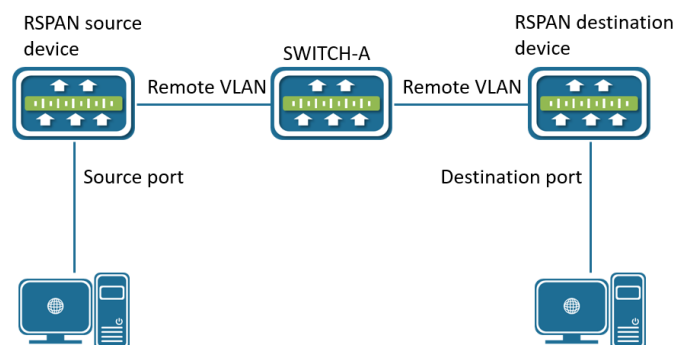 RSPAN source
device
SWITCH-A
RSPAN destination
device
Remote VLAN
Remote VLAN
Source port
Destination port